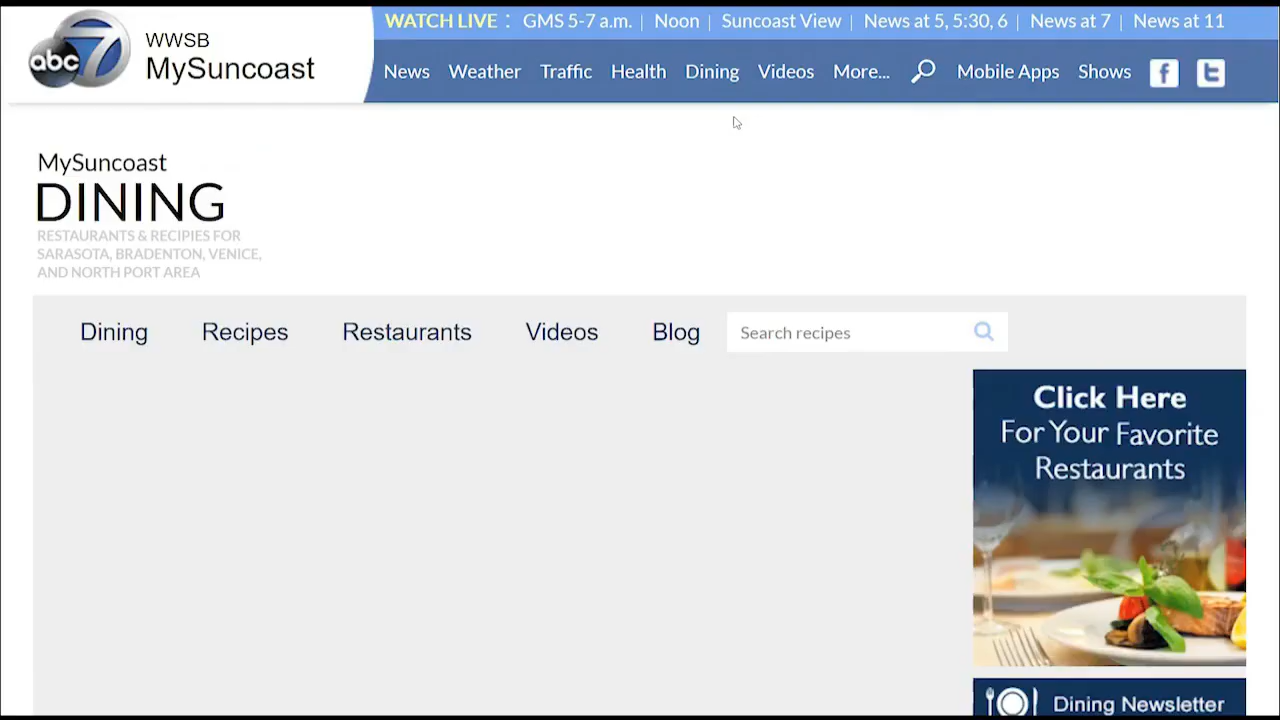 WATCH LIVE : GMS 5-7 a.m. | Noon | Suncoast View | News at 5, 5:30, 6 | News at 7 | News at 11
abc 7
WWSB
MySuncoast
News Weather Traffic Health Dining Videos More... Mobile Apps Shows f t
MySuncoast
DINING
RESTAURANTS & RECIPIES FOR
SARASOTA, BRADENTON, VENICE,
AND NORTH PORT AREA
Dining Recipes Restaurants Videos Blog Search recipes
Click Here
For Your Favorite
Restaurants
Dining Newsletter